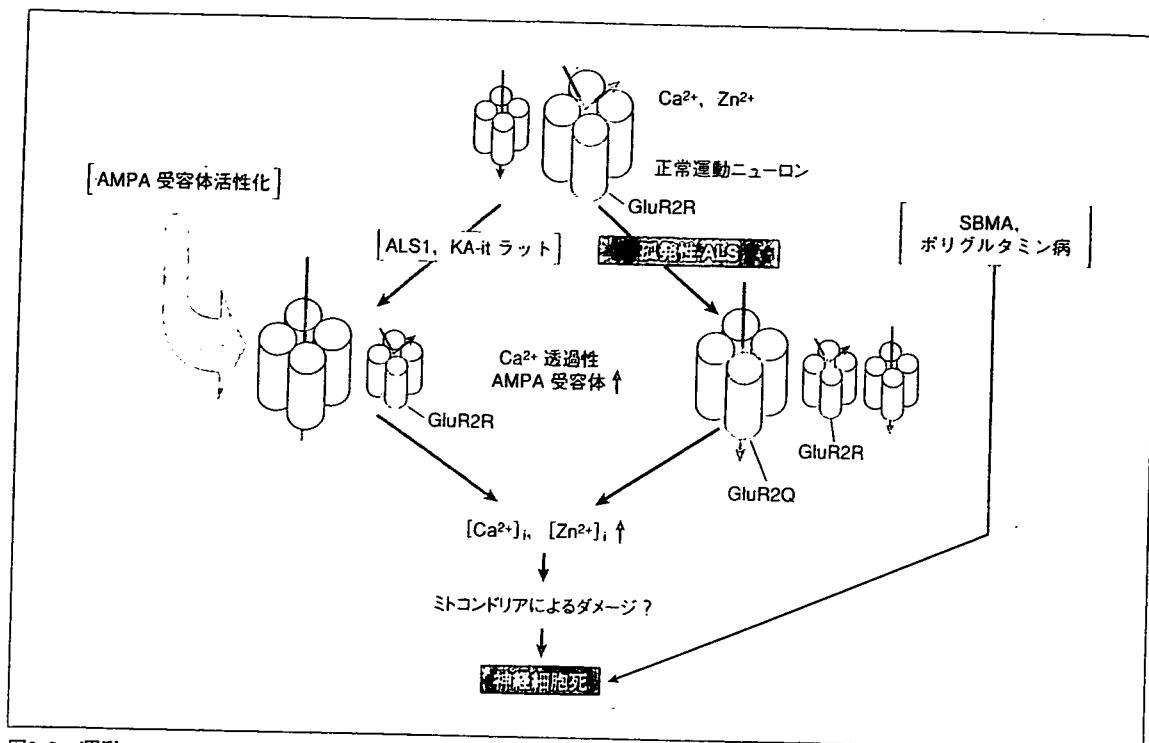 Ca²⁺, Zn²⁺
正常運動ニューロン
GluR2R
[AMPA 受容体活性化]
[ALS1, KA-it ラット]
孤発性 ALS
SBMA,
ポリグルタミン病
Ca²⁺ 透過性
AMPA 受容体↑
GluR2R
GluR2R
GluR2Q
[Ca²⁺]i, [Zn²⁺]i ↑
ミトコンドリアによるダメージ?
神経細胞死